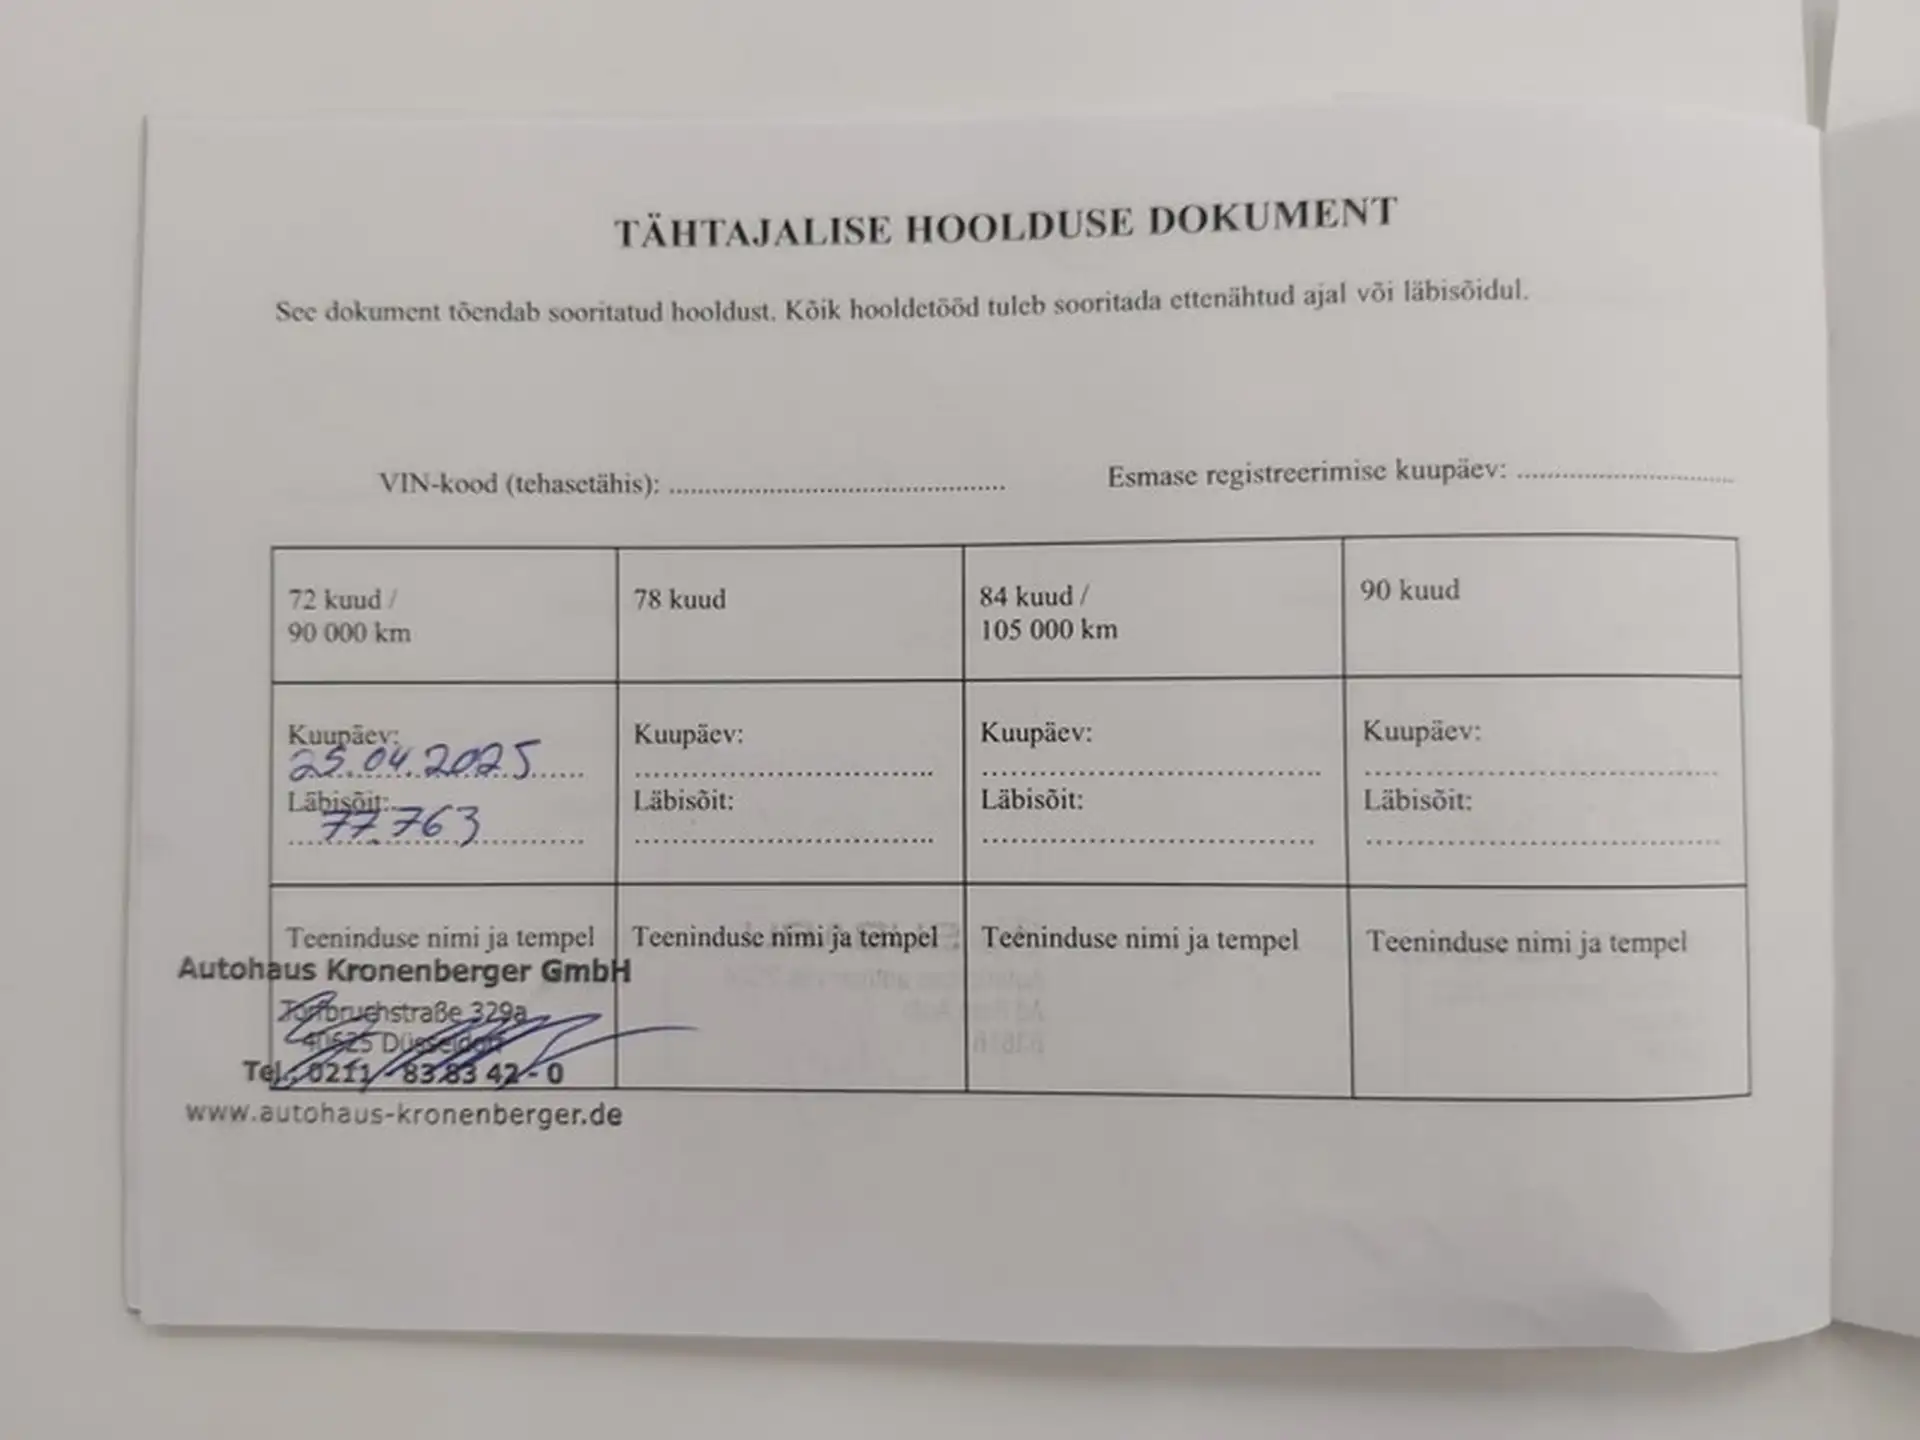 TÄHTAJALISE HOOLDUSE DOKUMENT
See dokument tõendab sooritatud hooldust. Kõik hooldetööd tuleb sooritada ettenähtud ajal või läbisõidul.
VIN-kood (tehasetähis): ............................................... Esmase registreerimise kuupäev: ...............................
72 kuud / 78 kuud 84 kuud / 90 kuud
90 000 km 105 000 km
Kuupäev: Kuupäev: Kuupäev: Kuupäev:
25.04.2025
Läbisõit: Läbisõit: Läbisõit: Läbisõit:
77.763
Teeninduse nimi ja tempel Teeninduse nimi ja tempel Teeninduse nimi ja tempel Teeninduse nimi ja tempel
Autohaus Kronenberger GmbH
Torfbruchstraße 329a
40625 Düsseldorf
Tel.: 0211 - 83 83 42 - 0
www.autohaus-kronenberger.de